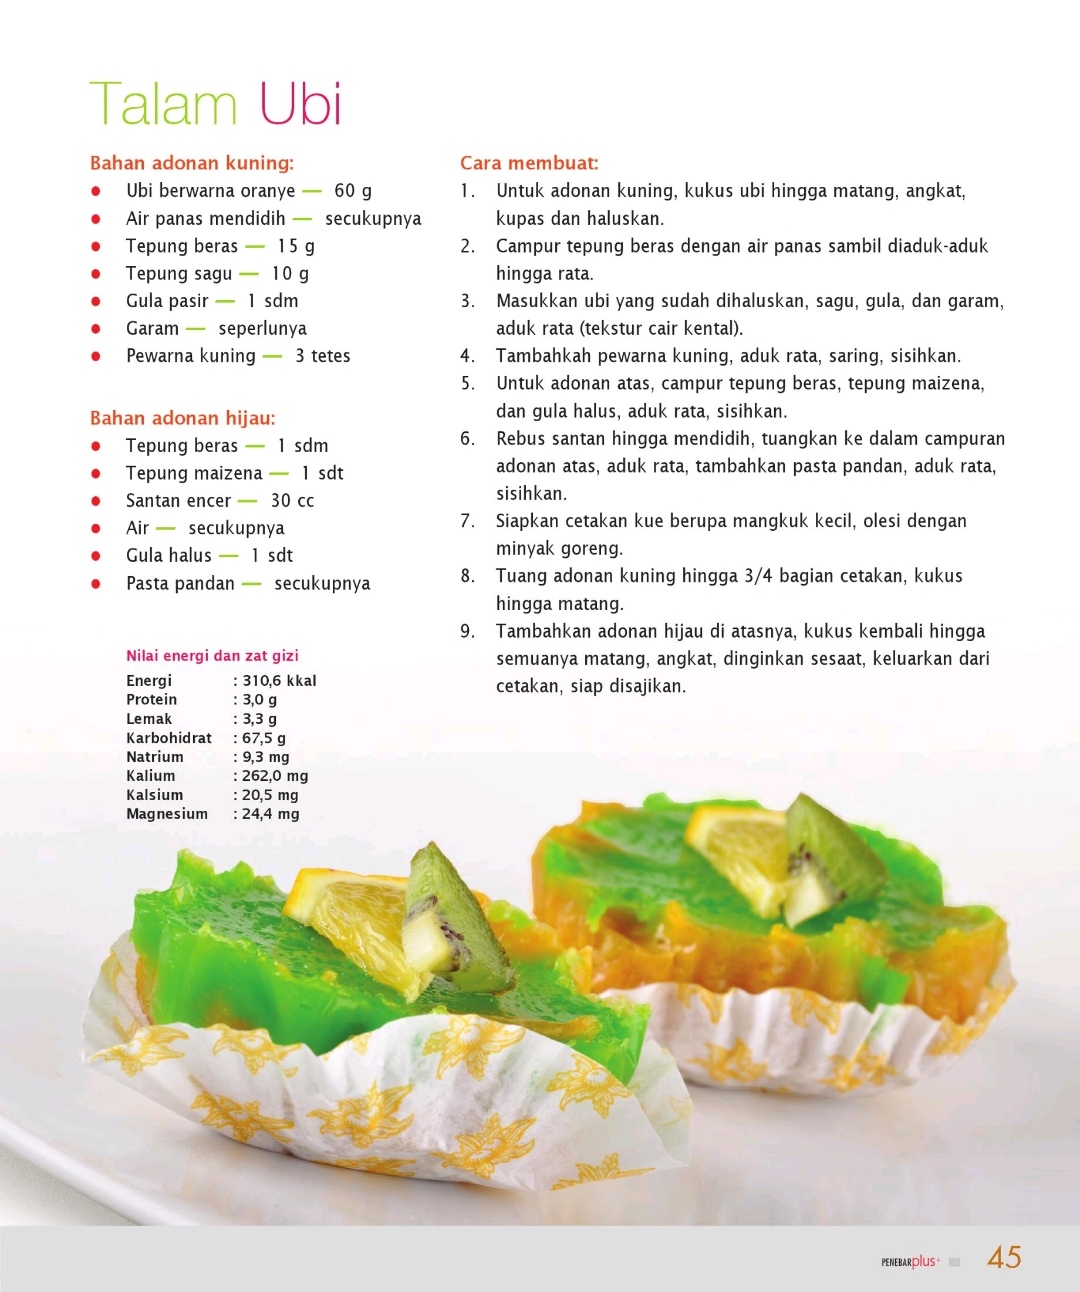 Talam Ubi
Bahan adonan kuning:
● Ubi berwarna oranye — 60 g
● Air panas mendidih — secukupnya
● Tepung beras — 15 g
● Tepung sagu — 10 g
● Gula pasir — 1 sdm
● Garam — seperlunya
● Pewarna kuning — 3 tetes
Bahan adonan hijau:
● Tepung beras — 1 sdm
● Tepung maizena — 1 sdt
● Santan encer — 30 cc
● Air — secukupnya
● Gula halus — 1 sdt
● Pasta pandan — secukupnya
Nilai energi dan zat gizi
Energi : 310,6 kkal
Protein : 3,0 g
Lemak : 3,3 g
Karbohidrat : 67,5 g
Natrium : 9,3 mg
Kalium : 262,0 mg
Kalsium : 20,5 mg
Magnesium : 24,4 mg
Cara membuat:
1. Untuk adonan kuning, kukus ubi hingga matang, angkat,
kupas dan haluskan.
2. Campur tepung beras dengan air panas sambil diaduk-aduk
hingga rata.
3. Masukkan ubi yang sudah dihaluskan, sagu, gula, dan garam,
aduk rata (tekstur cair kental).
4. Tambahkah pewarna kuning, aduk rata, saring, sisihkan.
5. Untuk adonan atas, campur tepung beras, tepung maizena,
dan gula halus, aduk rata, sisihkan.
6. Rebus santan hingga mendidih, tuangkan ke dalam campuran
adonan atas, aduk rata, tambahkan pasta pandan, aduk rata,
sisihkan.
7. Siapkan cetakan kue berupa mangkuk kecil, olesi dengan
minyak goreng.
8. Tuang adonan kuning hingga 3/4 bagian cetakan, kukus
hingga matang.
9. Tambahkan adonan hijau di atasnya, kukus kembali hingga
semuanya matang, angkat, dinginkan sesaat, keluarkan dari
cetakan, siap disajikan.
PENEBAR plus+ 45